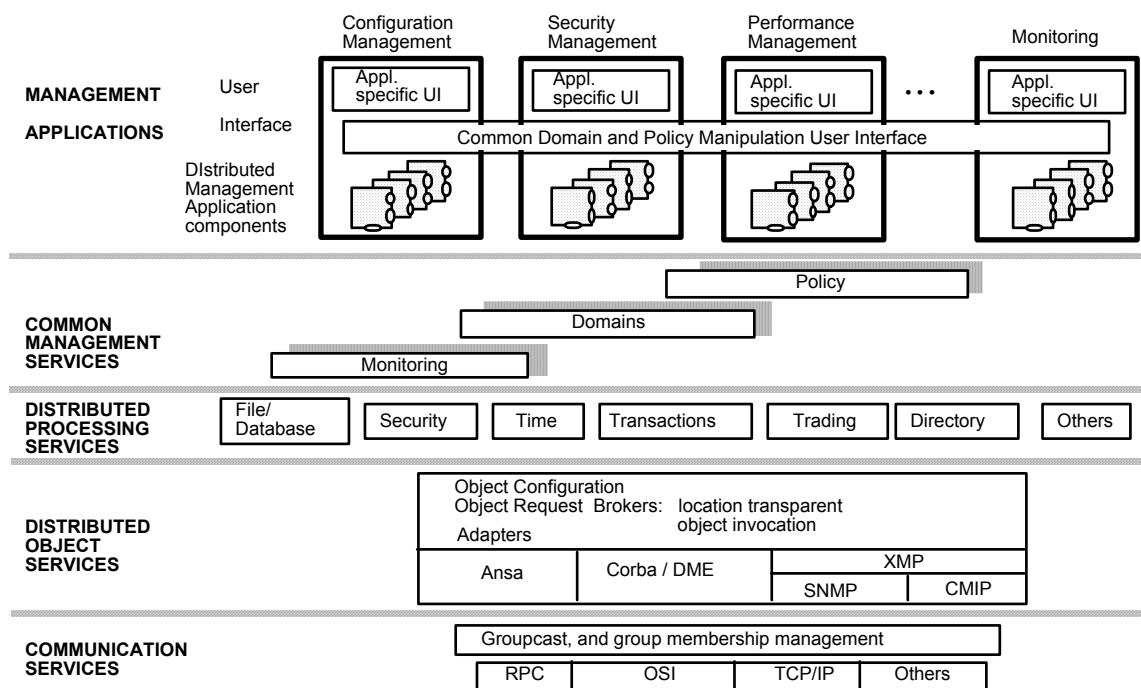 Configuration
Management
Security
Management
Performance
Management
Monitoring
MANAGEMENT
APPLICATIONS
User
Interface
Appl.
specific UI
Appl.
specific UI
Appl.
specific UI
...
Appl.
specific UI
Common Domain and Policy Manipulation User Interface
DIstributed
Management
Application
components
COMMON
MANAGEMENT
SERVICES
Policy
Domains
Monitoring
DISTRIBUTED
PROCESSING
SERVICES
File/
Database
Security
Time
Transactions
Trading
Directory
Others
DISTRIBUTED
OBJECT
SERVICES
Object Configuration
Object Request Brokers: location transparent
object invocation
Adapters
Ansa
Corba / DME
XMP
SNMP
CMIP
COMMUNICATION
SERVICES
Groupcast, and group membership management
RPC
OSI
TCP/IP
Others